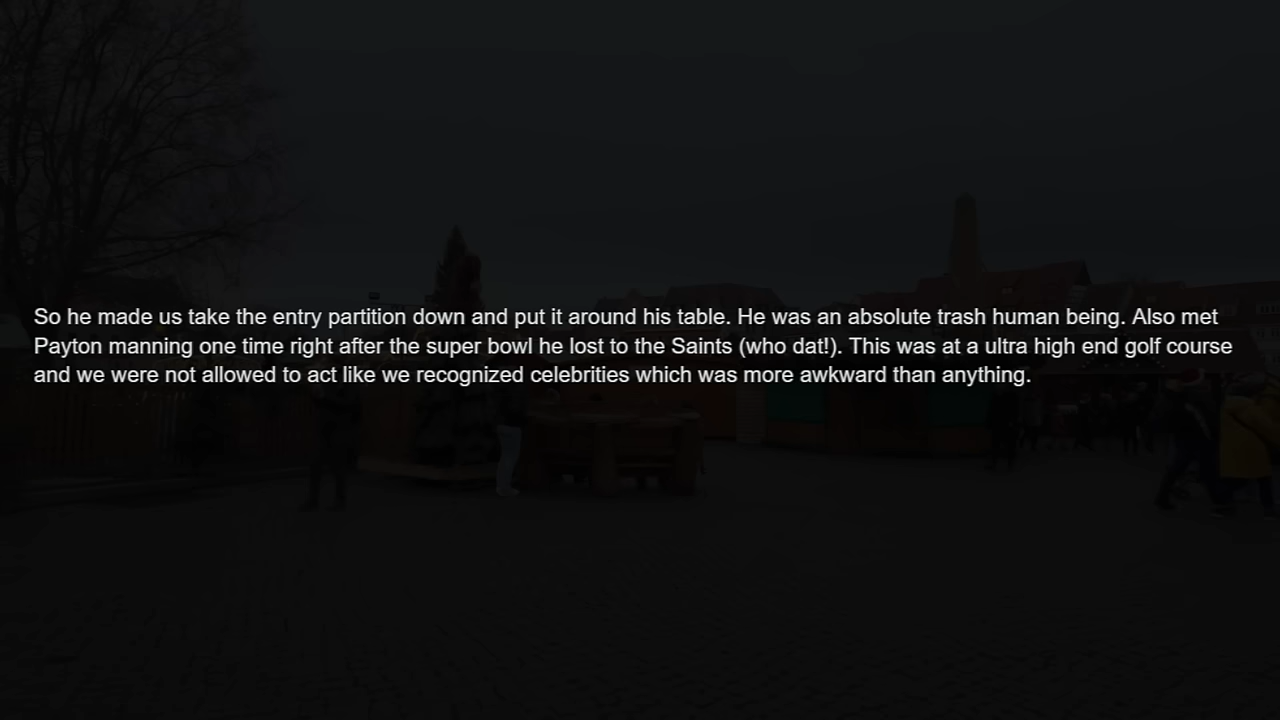 So he made us take the entry partition down and put it around his table. He was an absolute trash human being. Also met
Payton manning one time right after the super bowl he lost to the Saints (who dat!). This was at a ultra high end golf course
and we were not allowed to act like we recognized celebrities which was more awkward than anything.